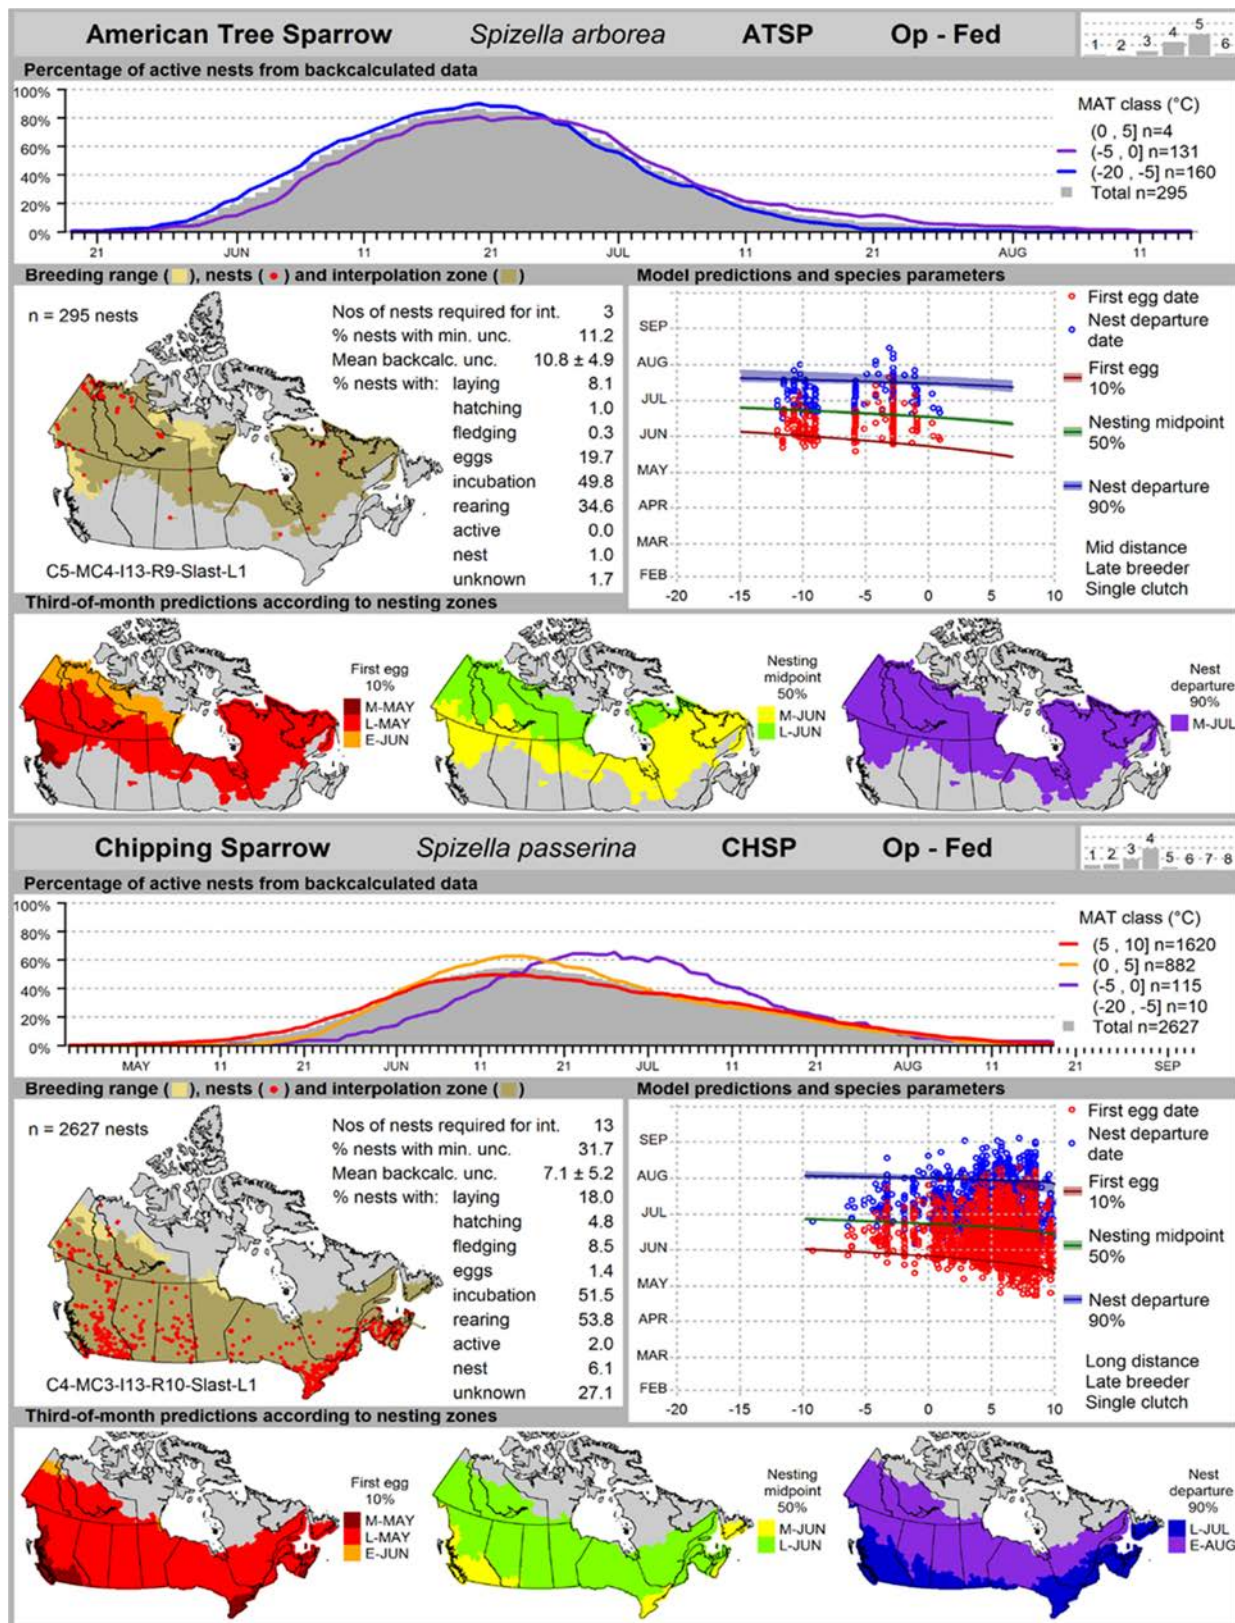 American Tree Sparrow Spizella arborea ATSP Op - Fed
1 2 3 4 5 6
Percentage of active nests from backcalculated data
100%
80%
60%
40%
20%
0%
21 JUN 11 21 JUL 11 21 AUG 11
MAT class (°C)
(0 , 5] n=4
(-5 , 0] n=131
(-20 , -5] n=160
Total n=295
Breeding range ( ), nests ( ) and interpolation zone ( )
n = 295 nests
Nos of nests required for int. 3
% nests with min. unc. 11.2
Mean backcalc. unc. 10.8 ± 4.9
% nests with: laying 8.1
hatching 1.0
fledging 0.3
eggs 19.7
incubation 49.8
rearing 34.6
active 0.0
nest 1.0
unknown 1.7
C5-MC4-I13-R9-Slast-L1
Model predictions and species parameters
SEP
AUG
JUL
JUN
MAY
APR
MAR
FEB
-20 -15 -10 -5 0 5 10
First egg date
Nest departure
date
First egg
10%
Nesting midpoint
50%
Nest departure
90%
Mid distance
Late breeder
Single clutch
Third-of-month predictions according to nesting zones
First egg
10%
M-MAY
L-MAY
E-JUN
Nesting
midpoint
50%
M-JUN
L-JUN
Nest
departure
90%
M-JUL
Chipping Sparrow Spizella passerina CHSP Op - Fed
1 2 3 4 5 6 7 8
Percentage of active nests from backcalculated data
100%
80%
60%
40%
20%
0%
MAY 11 21 JUN 11 21 JUL 11 21 AUG 11 21 SEP
MAT class (°C)
(5 , 10] n=1620
(0 , 5] n=882
(-5 , 0] n=115
(-20 , -5] n=10
Total n=2627
Breeding range ( ), nests ( ) and interpolation zone ( )
n = 2627 nests
Nos of nests required for int. 13
% nests with min. unc. 31.7
Mean backcalc. unc. 7.1 ± 5.2
% nests with: laying 18.0
hatching 4.8
fledging 8.5
eggs 1.4
incubation 51.5
rearing 53.8
active 2.0
nest 6.1
unknown 27.1
C4-MC3-I13-R10-Slast-L1
Model predictions and species parameters
SEP
AUG
JUL
JUN
MAY
APR
MAR
FEB
-20 -15 -10 -5 0 5 10
First egg date
Nest departure
date
First egg
10%
Nesting midpoint
50%
Nest departure
90%
Long distance
Late breeder
Single clutch
Third-of-month predictions according to nesting zones
First egg
10%
M-MAY
L-MAY
E-JUN
Nesting
midpoint
50%
M-JUN
L-JUN
Nest
departure
90%
L-JUL
E-AUG